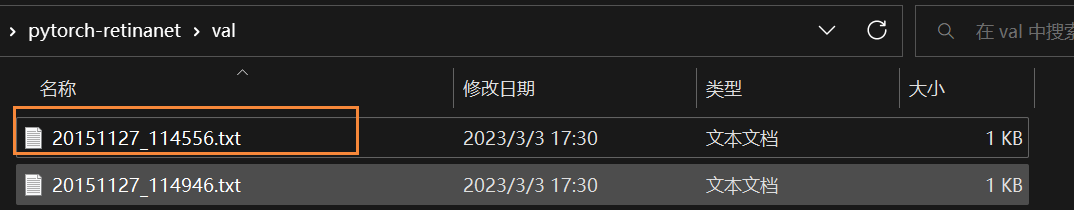 pytorch-retinanet val 在 val 中搜索
名称 修改日期 类型 大小
20151127_114556.txt 2023/3/3 17:30 文本文档 1 KB
20151127_114946.txt 2023/3/3 17:30 文本文档 1 KB